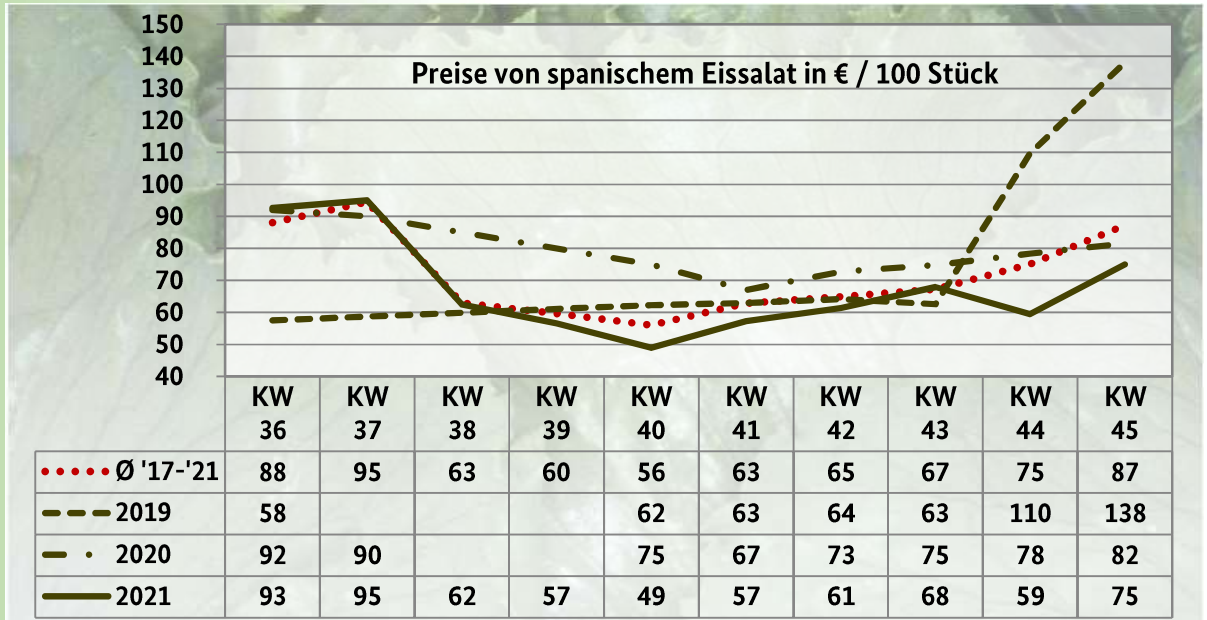 Preise von spanischem Eissalat in € / 100 Stück
150
140
130
120
110
100
90
80
70
60
50
40
KW 36 KW 37 KW 38 KW 39 KW 40 KW 41 KW 42 KW 43 KW 44 KW 45
Ø '17-'21 88 95 63 60 56 63 65 67 75 87
2019 58 62 63 64 63 110 138
2020 92 90 75 67 73 75 78 82
2021 93 95 62 57 49 57 61 68 59 75